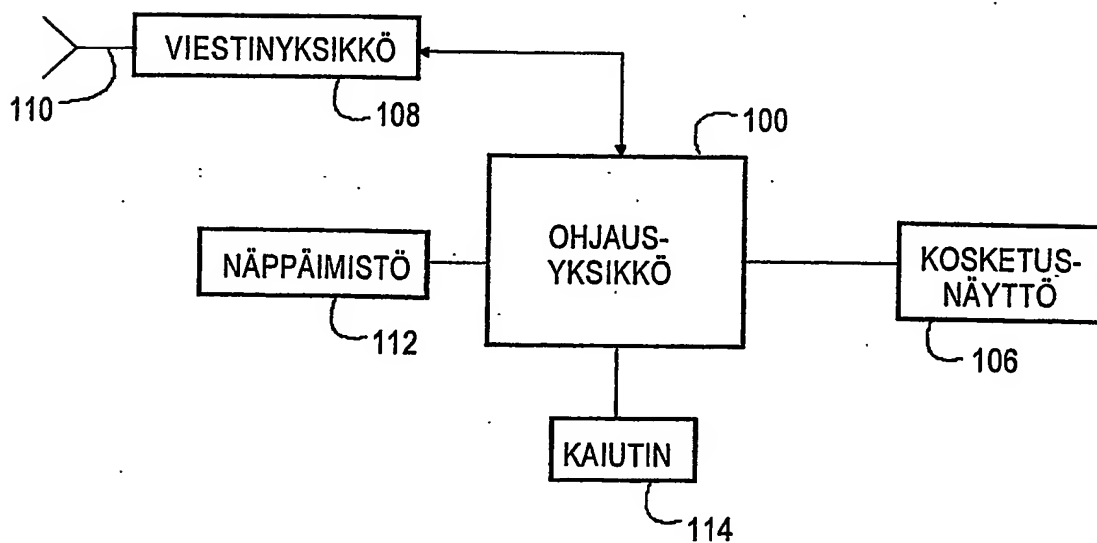 VIESTINYKSIKKÖ
110
108
100
OHJAUS-
YKSIKKÖ
NÄPPÄIMISTÖ
112
KOSKETUS-
NÄYTTÖ
106
KAIUTIN
114